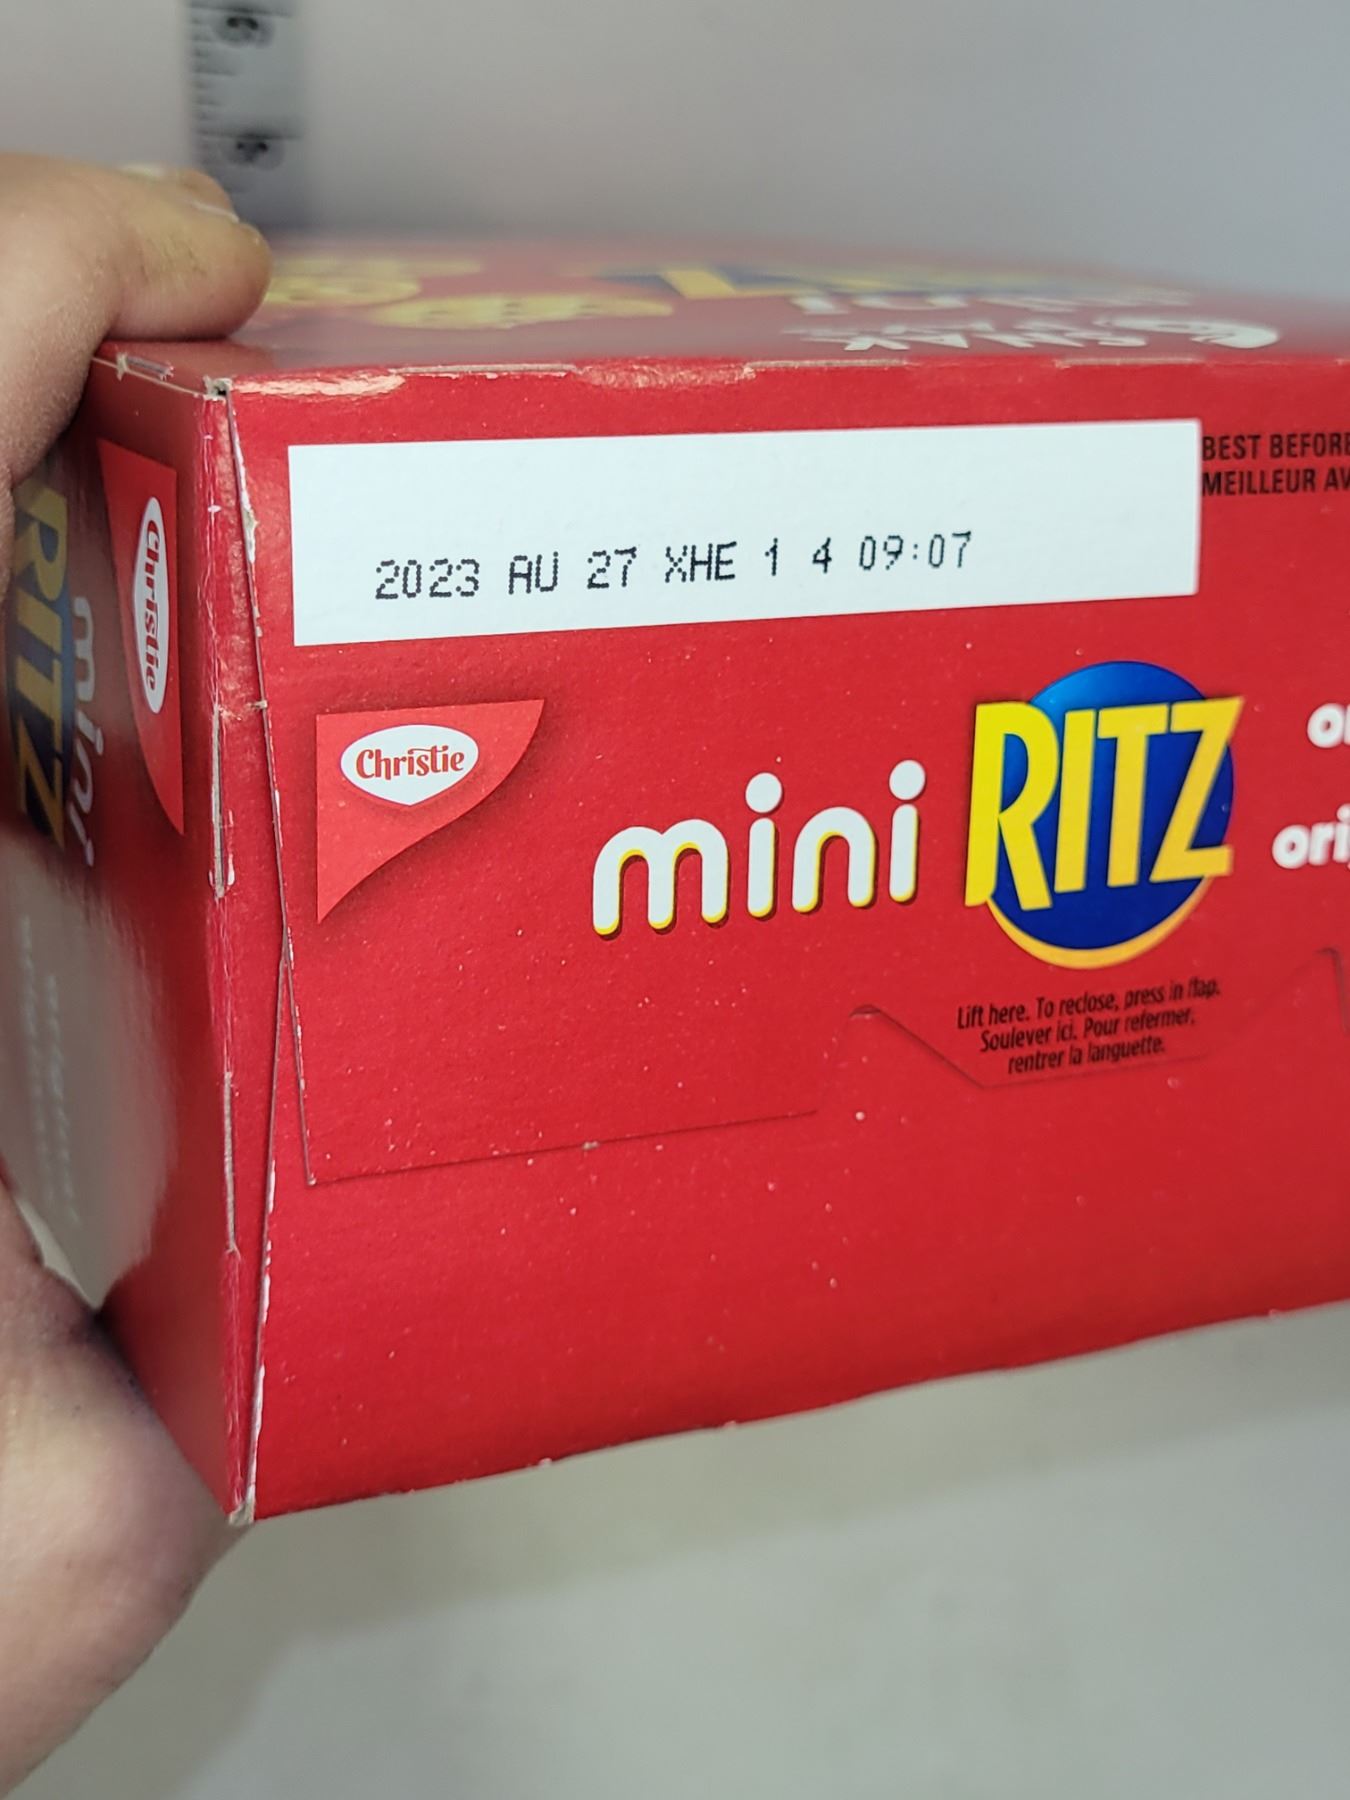 BEST BEFORE
MEILLEUR AV
2023 AU 27 XHE 1 4 09:07
Christie
mini RITZ
Lift here. To reclose, press in flap.
Soulever ici. Pour refermer,
rentrer la languette.
Christie
mini
RITZ